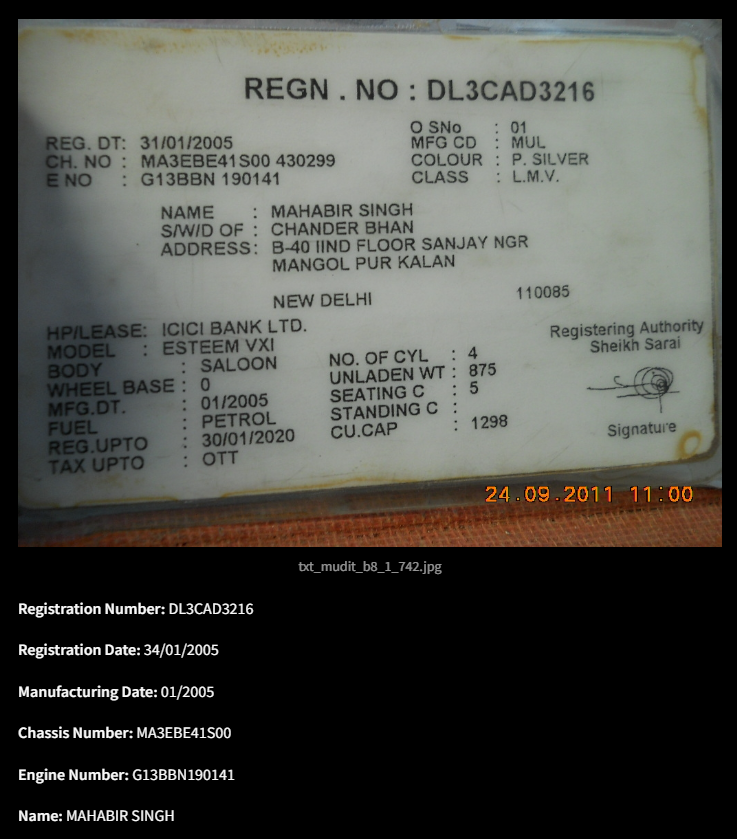 REGN . NO : DL3CAD3216
REG. DT: 31/01/2005
CH. NO : MA3EBE41S00 430299
E NO : G13BBN 190141
O SNo : 01
MFG CD : MUL
COLOUR : P. SILVER
CLASS : L.M.V.
NAME : MAHABIR SINGH
S/W/D OF : CHANDER BHAN
ADDRESS: B-40 IIND FLOOR SANJAY NGR
MANGOL PUR KALAN
NEW DELHI 110085
HP/LEASE: ICICI BANK LTD.
MODEL : ESTEEM VXI
BODY : SALOON
WHEEL BASE : 0
MFG.DT. : 01/2005
FUEL : PETROL
REG.UPTO : 30/01/2020
TAX UPTO : OTT
NO. OF CYL : 4
UNLADEN WT : 875
SEATING C : 5
STANDING C :
CU.CAP : 1298
Registering Authority
Sheikh Sarai
Signature
24.09.2011 11:00
txt_mudit_b8_1_742.jpg
Registration Number: DL3CAD3216
Registration Date: 34/01/2005
Manufacturing Date: 01/2005
Chassis Number: MA3EBE41S00
Engine Number: G13BBN190141
Name: MAHABIR SINGH